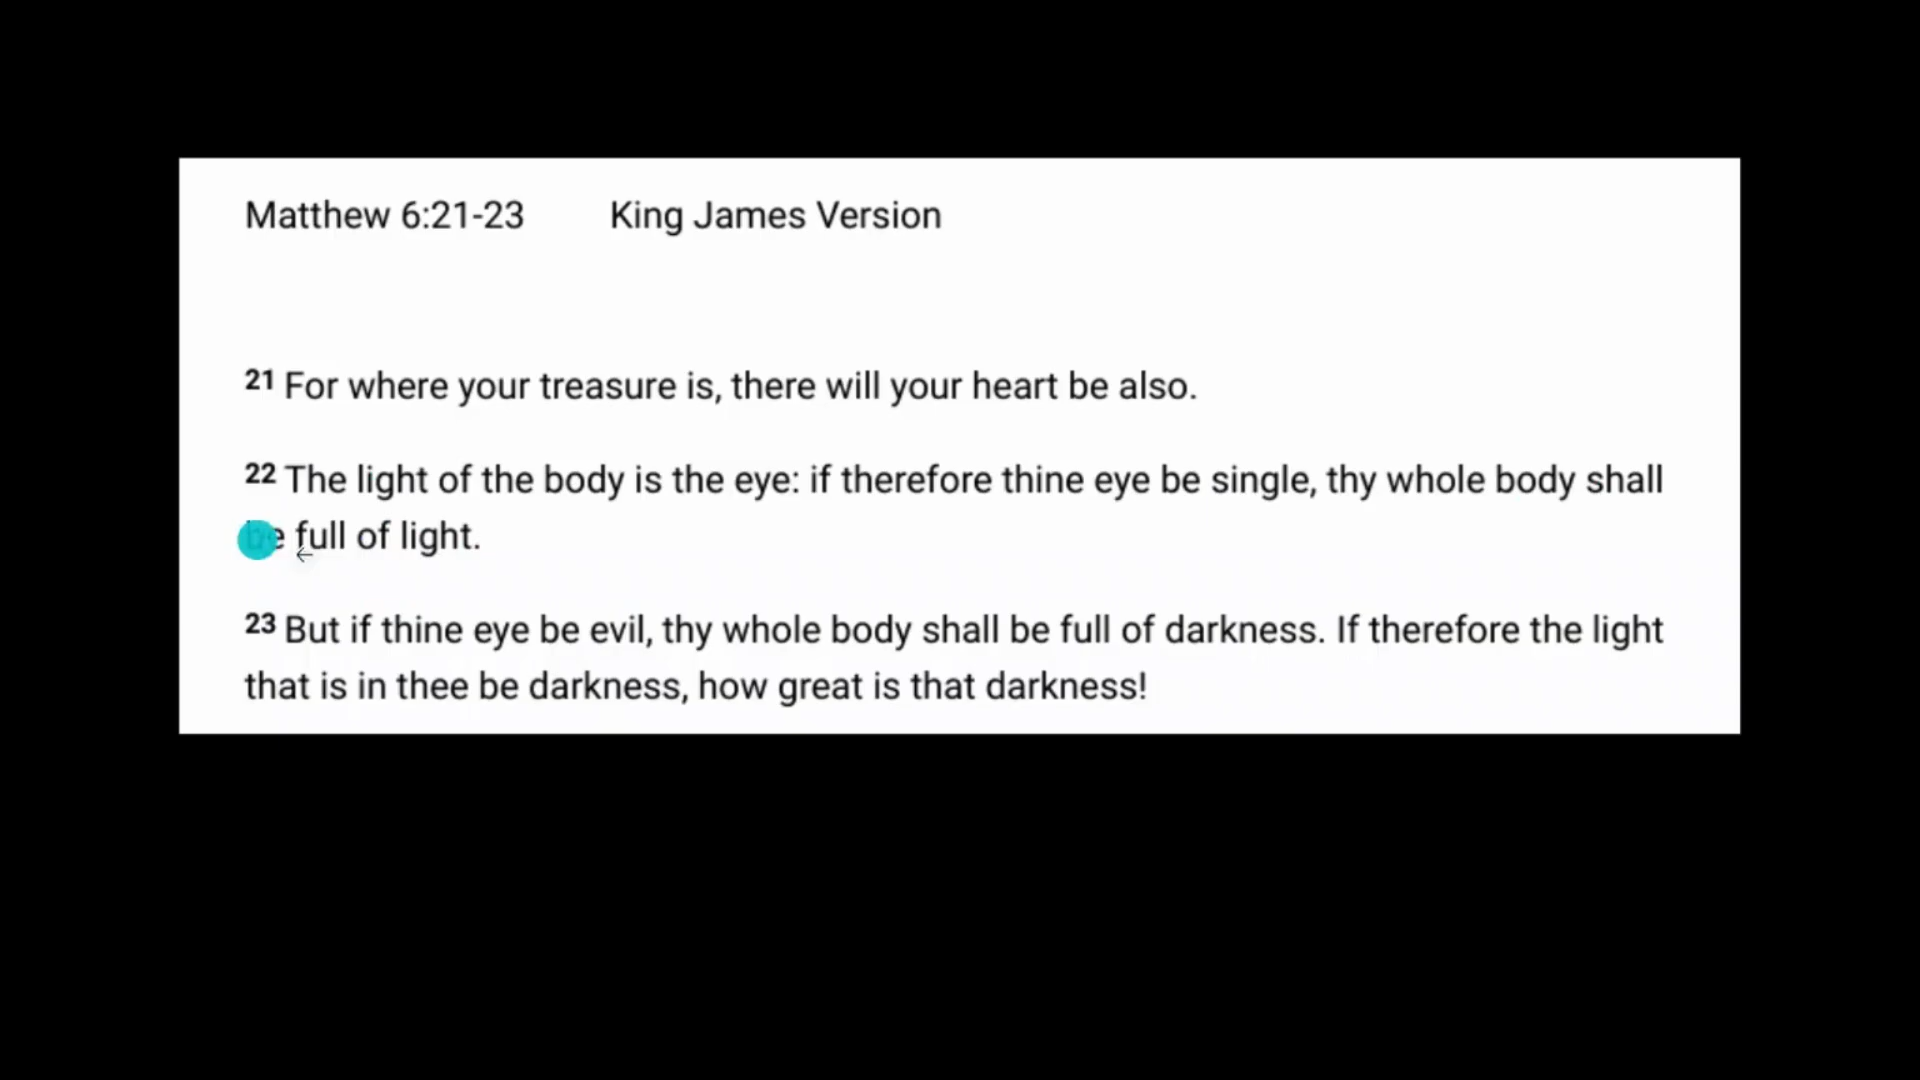 Matthew 6:21-23 King James Version
21 For where your treasure is, there will your heart be also.
22 The light of the body is the eye: if therefore thine eye be single, thy whole body shall
be full of light.
23 But if thine eye be evil, thy whole body shall be full of darkness. If therefore the light
that is in thee be darkness, how great is that darkness!